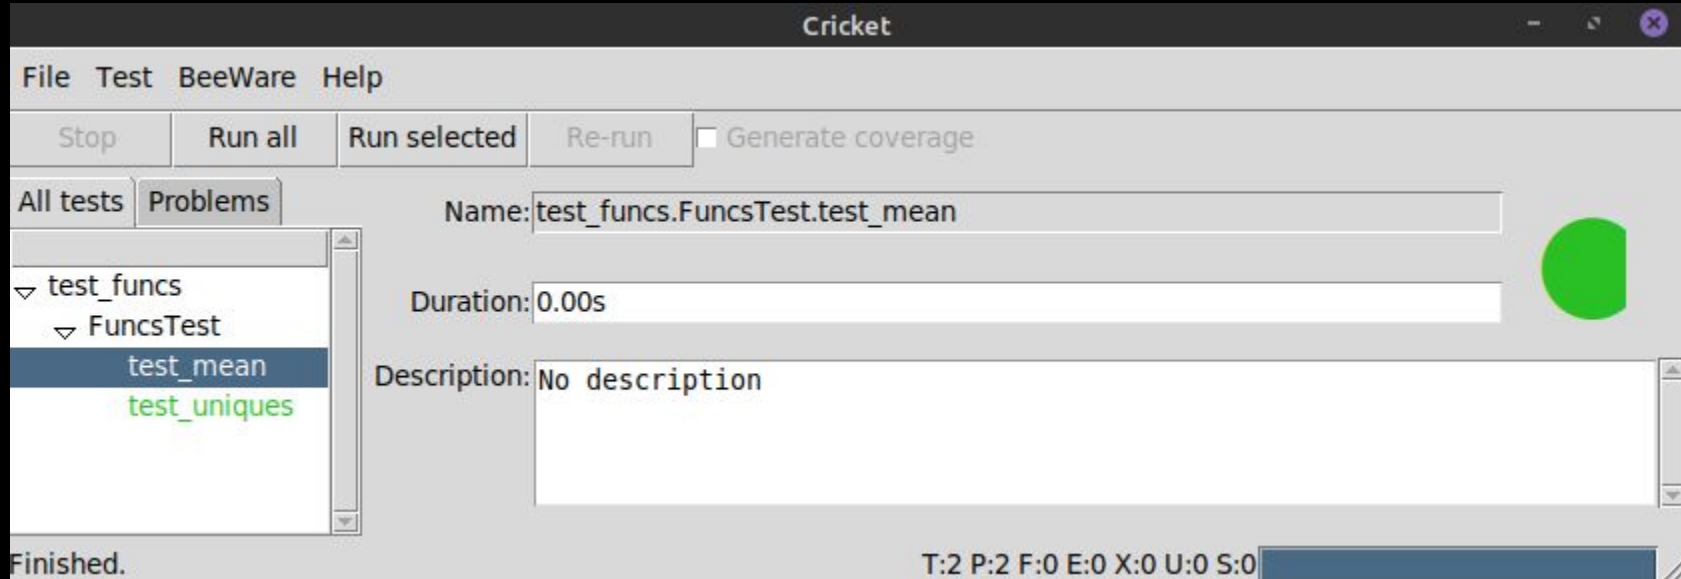 Cricket
File Test BeeWare Help
Stop Run all Run selected Re-run Generate coverage
All tests Problems
Name: test_funcs.FuncsTest.test_mean
test_funcs
Duration: 0.00s
FuncsTest
test_mean
Description: No description
test_uniques
Finished.
T:2 P:2 F:0 E:0 X:0 U:0 S:0